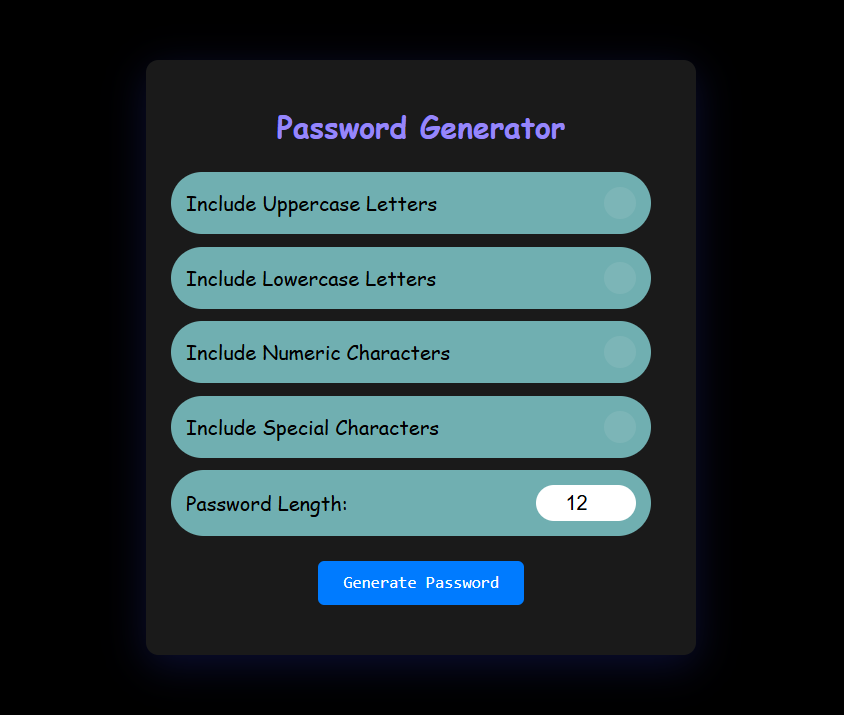 Password Generator
Include Uppercase Letters
Include Lowercase Letters
Include Numeric Characters
Include Special Characters
Password Length: 12
Generate Password